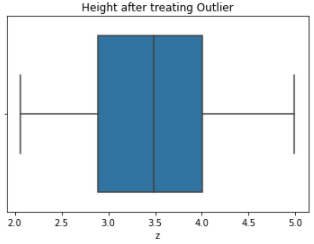 Height after treating Outlier
2.0 2.5 3.0 3.5 4.0 4.5 5.0
z